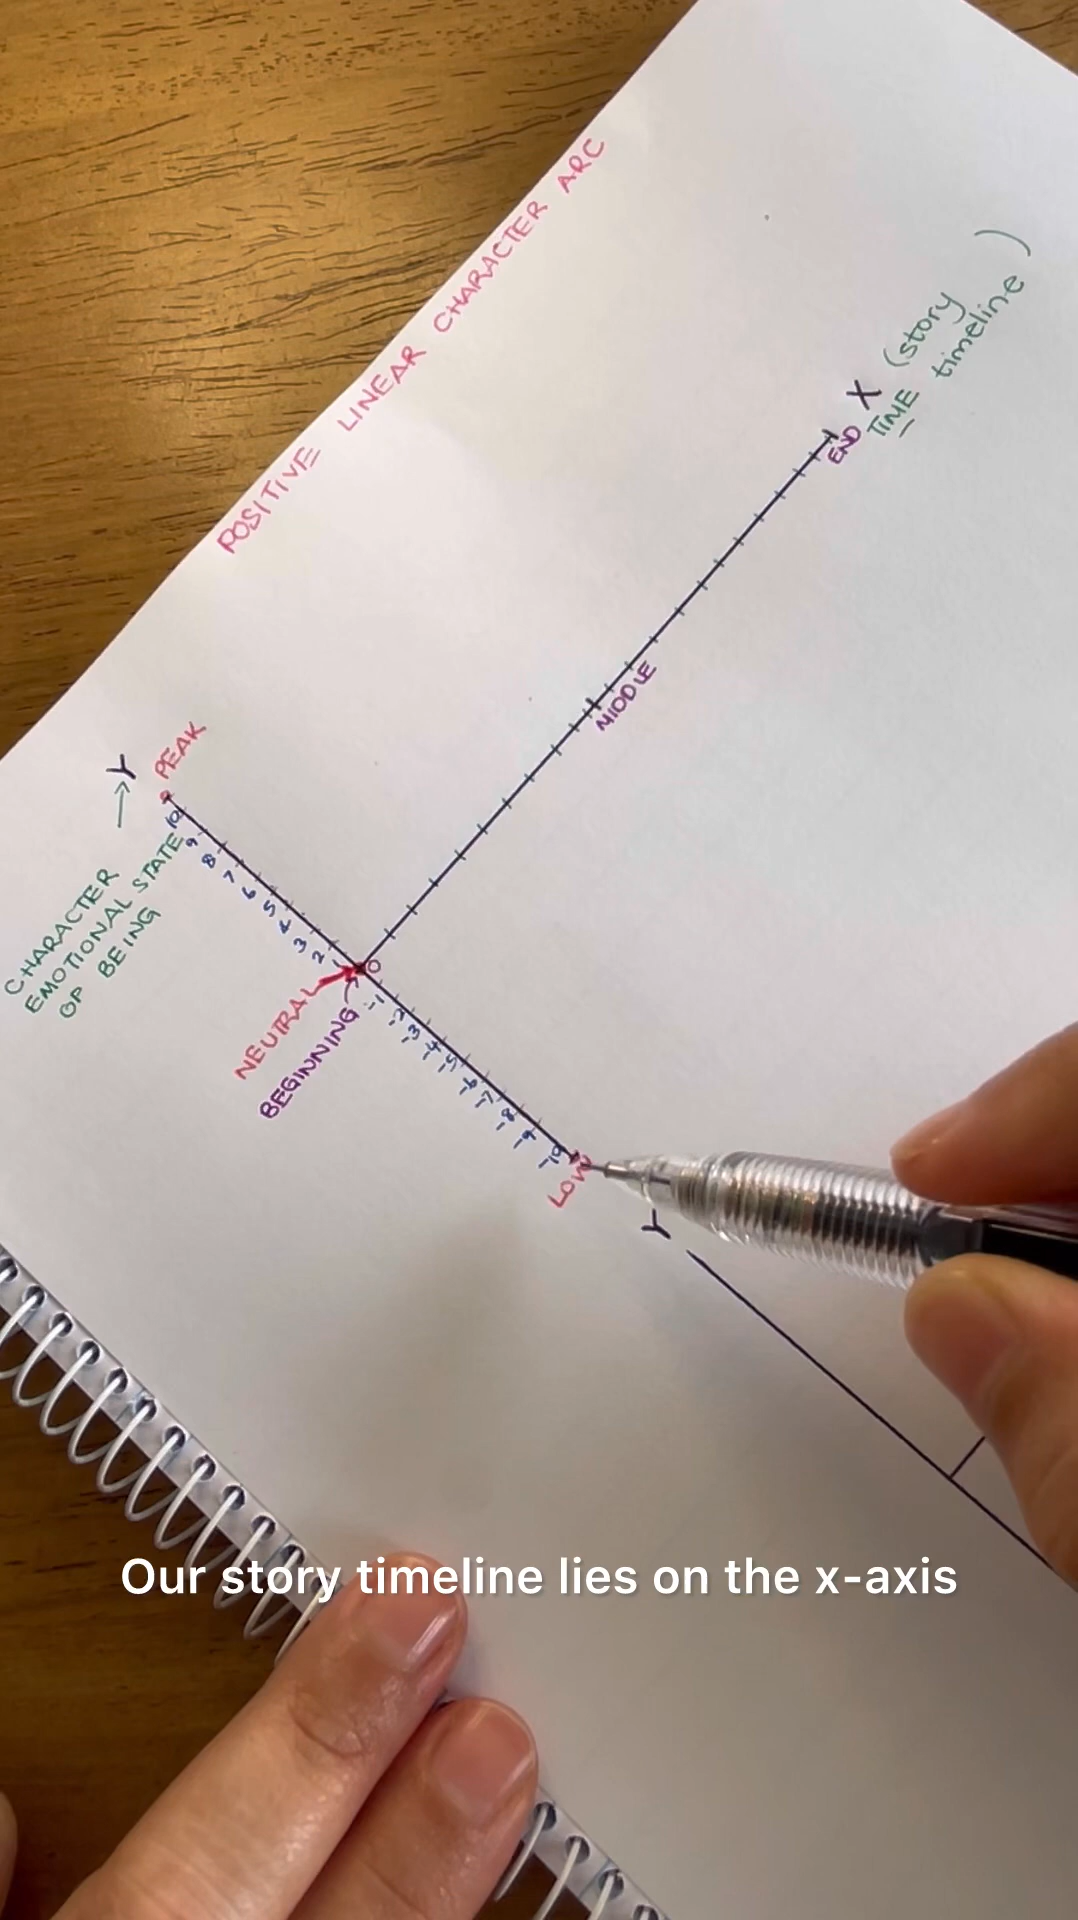 POSITIVE LINEAR CHARACTER ARC
Y
PEAK
CHARACTER
EMOTIONAL STATE
OF BEING
10
9
8
7
6
5
4
3
2
1
0
NEUTRAL
BEGINNING
-1
-2
-3
-4
-5
-6
-7
-8
-9
-10
LOW
MIDDLE
END
X
TIME
(story
timeline)
Y
Our story timeline lies on the x-axis